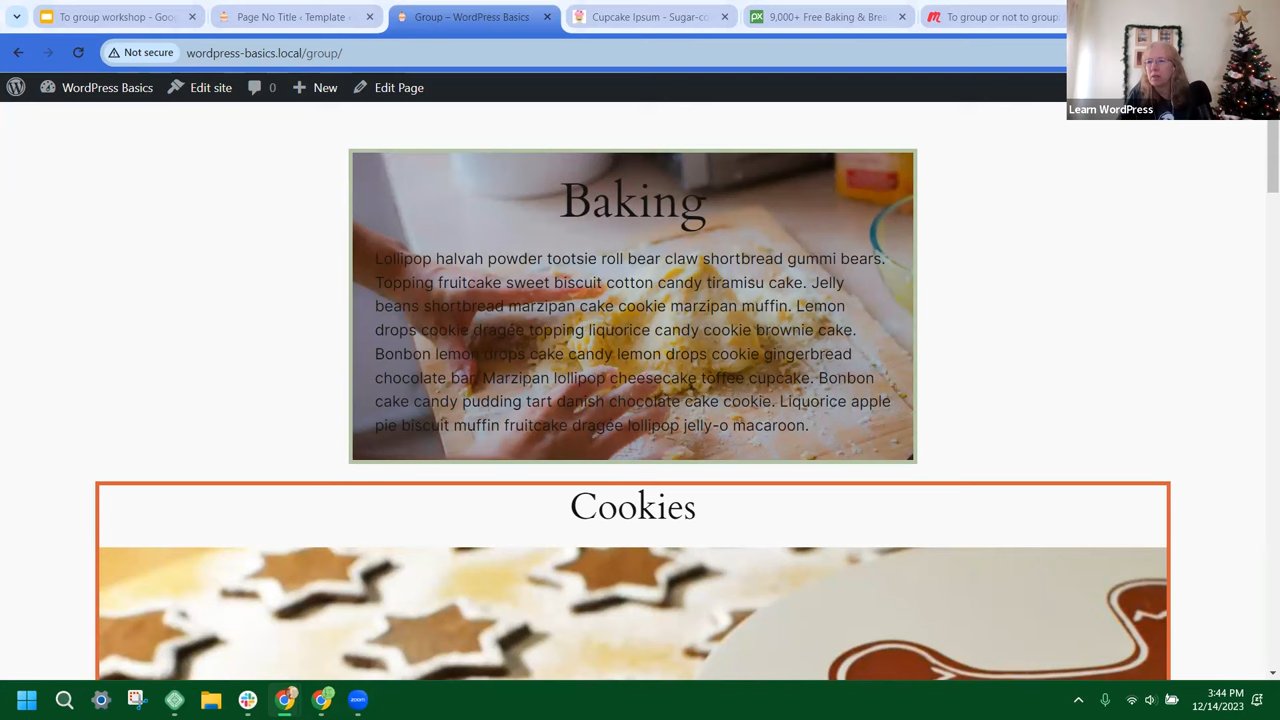 To group workshop - Goo
Page No Title ‹ Template ‹
Group – WordPress Basics
Cupcake Ipsum - Sugar-co
9,000+ Free Baking & Brea
To group or not to group:
Not secure
wordpress-basics.local/group/
WordPress Basics
Edit site
0
New
Edit Page
Learn WordPress
Baking
Lollipop halvah powder tootsie roll bear claw shortbread gummi bears.
Topping fruitcake sweet biscuit cotton candy tiramisu cake. Jelly
beans shortbread marzipan cake cookie marzipan muffin. Lemon
drops cookie dragée topping liquorice candy cookie brownie cake.
Bonbon lemon drops cake candy lemon drops cookie gingerbread
chocolate bar. Marzipan lollipop cheesecake toffee cupcake. Bonbon
cake candy pudding tart danish chocolate cake cookie. Liquorice apple
pie biscuit muffin fruitcake dragée lollipop jelly-o macaroon.
Cookies
zoom
3:44 PM
12/14/2023